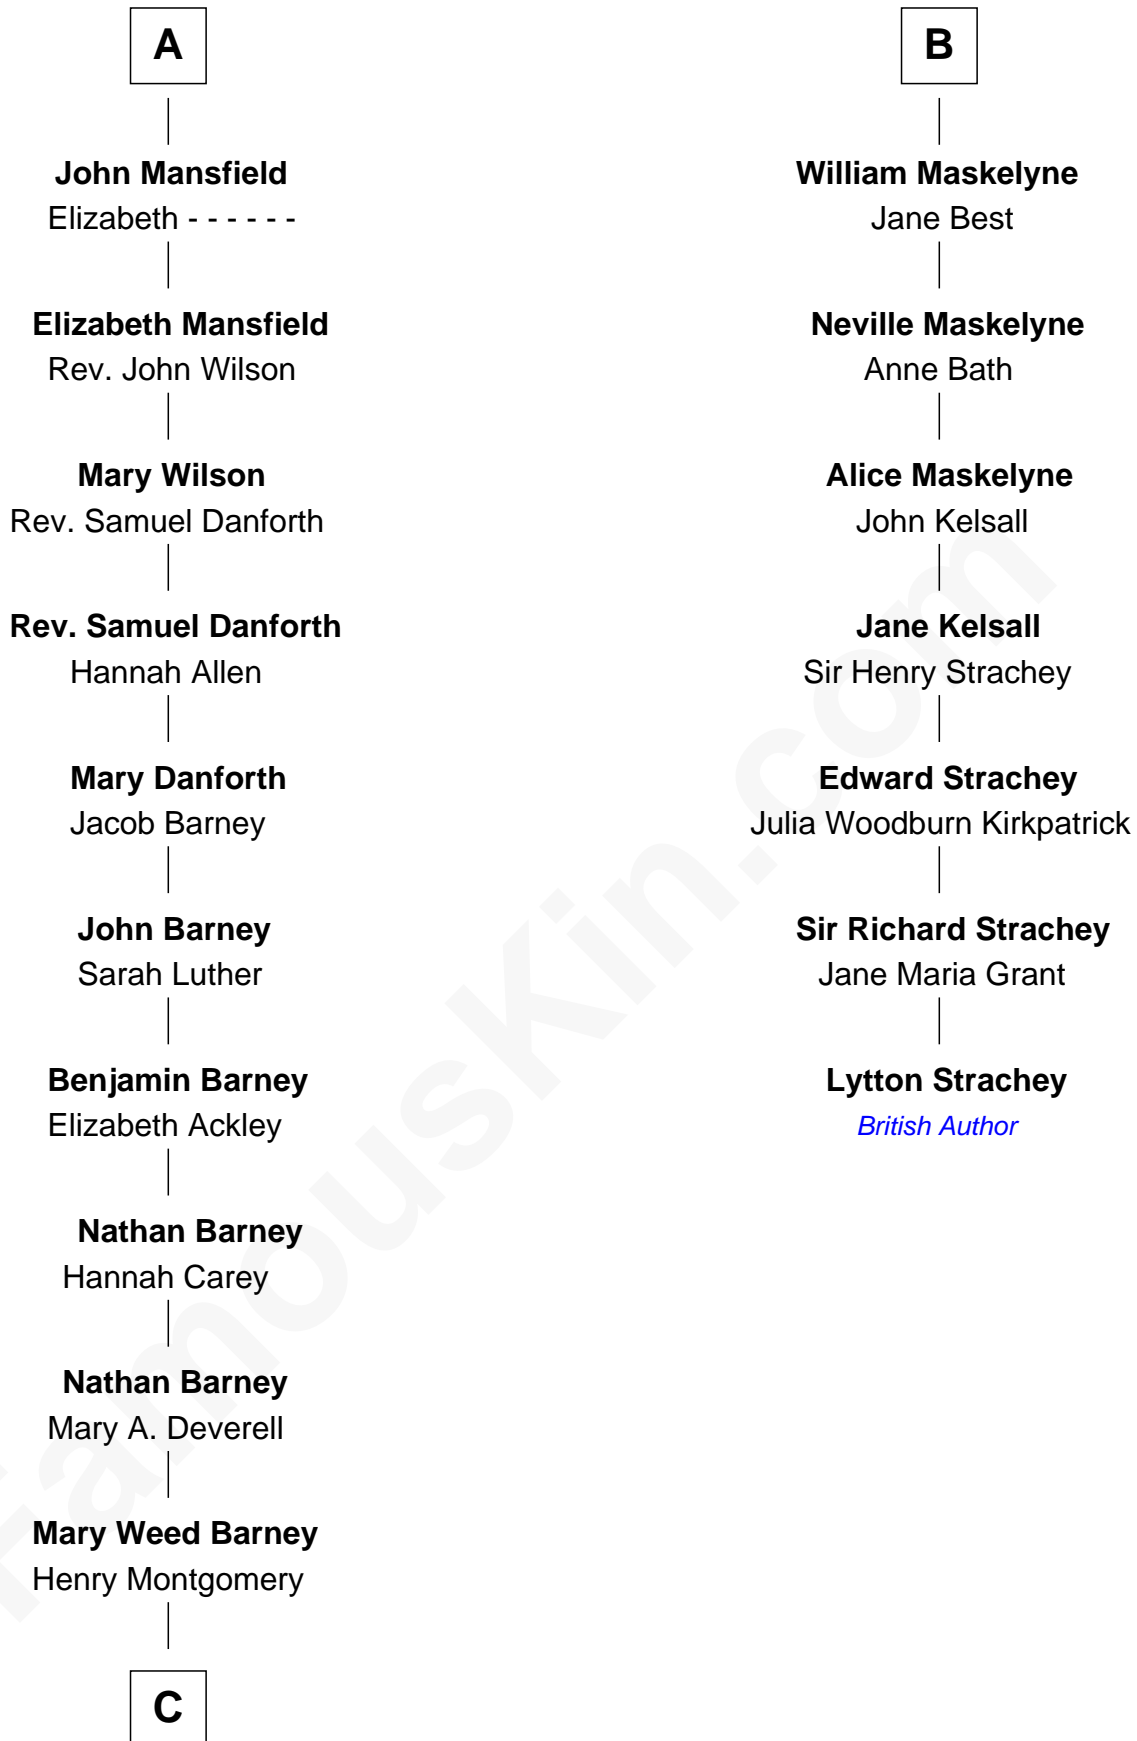 A
John Mansfield
Elizabeth - - - - - -
Elizabeth Mansfield
Rev. John Wilson
Mary Wilson
Rev. Samuel Danforth
Rev. Samuel Danforth
Hannah Allen
Mary Danforth
Jacob Barney
John Barney
Sarah Luther
Benjamin Barney
Elizabeth Ackley
Nathan Barney
Hannah Carey
Nathan Barney
Mary A. Deverell
Mary Weed Barney
Henry Montgomery
C
B
William Maskelyne
Jane Best
Neville Maskelyne
Anne Bath
Alice Maskelyne
John Kelsall
Jane Kelsall
Sir Henry Strachey
Edward Strachey
Julia Woodburn Kirkpatrick
Sir Richard Strachey
Jane Maria Grant
Lytton Strachey
British Author
FamousKin.com